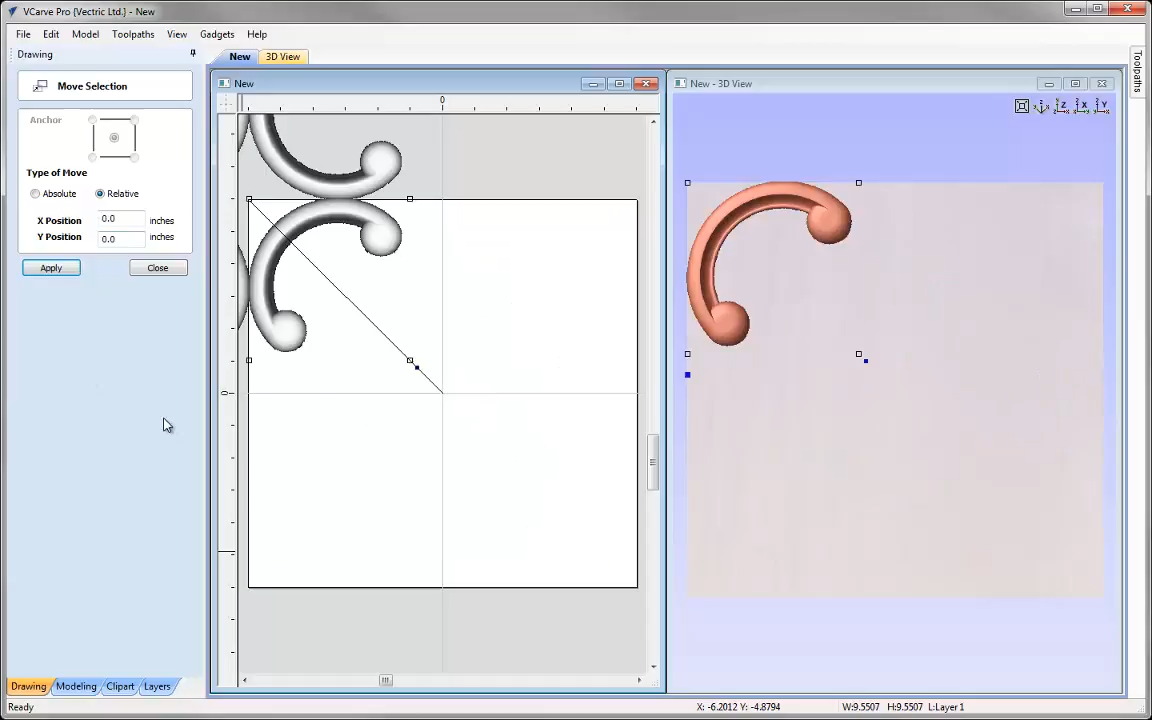 VCarve Pro {Vectric Ltd.} - New
File Edit Model Toolpaths View Gadgets Help
Drawing
New 3D View
Move Selection
New
New - 3D View
Toolpaths
0
Z X Y
Anchor
Type of Move
Absolute Relative
X Position 0.0 inches
Y Position 0.0 inches
Apply Close
0
Drawing Modeling Clipart Layers
Ready
X: -6.2012 Y: -4.8794
W:9.5507 H:9.5507 L:Layer 1